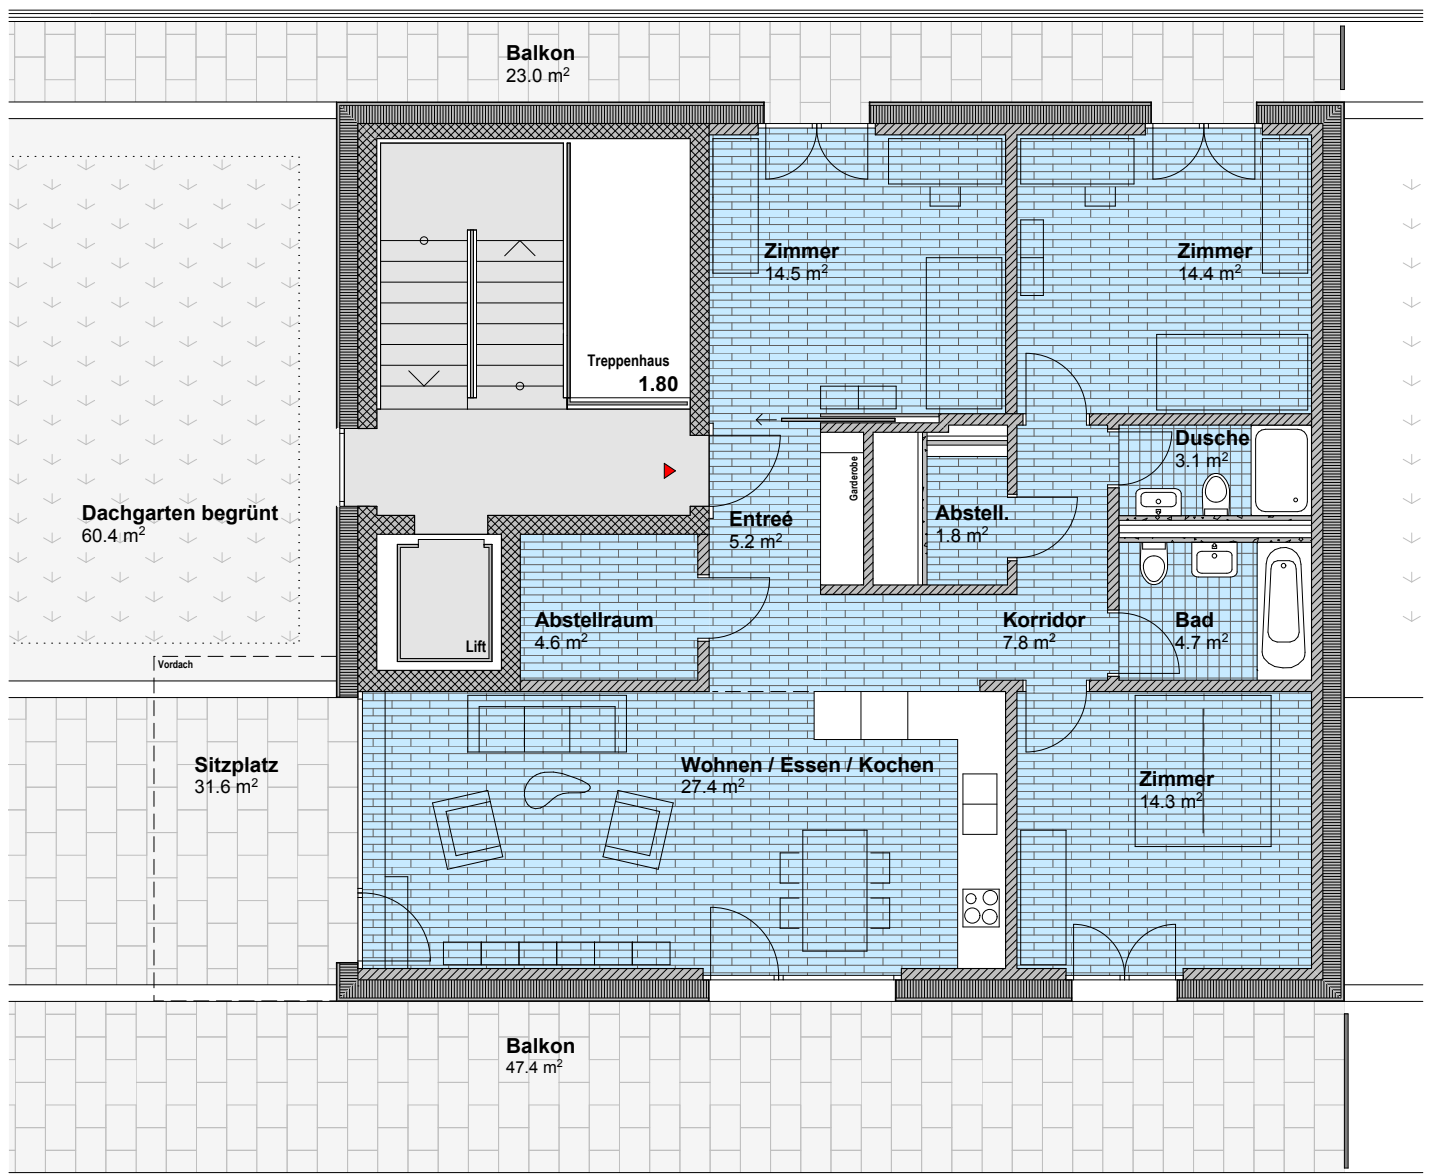 Balkon
23.0 m²
Zimmer
14.5 m²
Zimmer
14.4 m²
Treppenhaus
1.80
Dusche
3.1 m²
Garderobe
Dachgarten begrünt
60.4 m²
Entreé
5.2 m²
Abstell.
1.8 m²
Abstellraum
4.6 m²
Korridor
7.8 m²
Bad
4.7 m²
Lift
Vordach
Sitzplatz
31.6 m²
Wohnen / Essen / Kochen
27.4 m²
Zimmer
14.3 m²
Balkon
47.4 m²